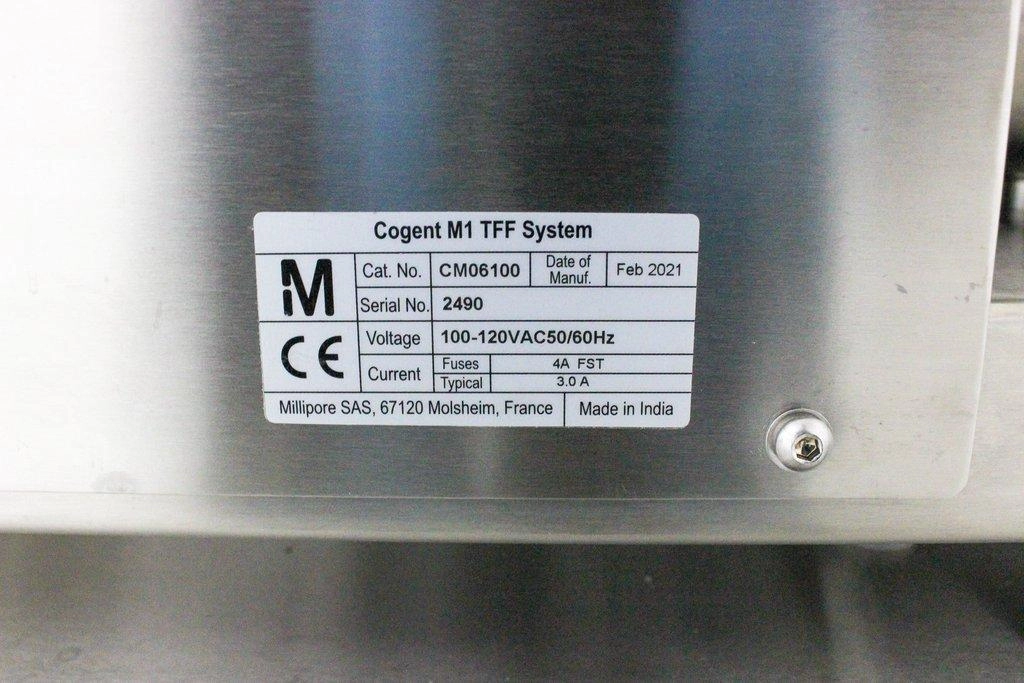 Cogent M1 TFF System
M
Cat. No. CM06100 Date of Manuf. Feb 2021
Serial No. 2490
CE
Voltage 100-120VAC50/60Hz
Current Fuses 4A FST
Typical 3.0 A
Millipore SAS, 67120 Molsheim, France Made in India